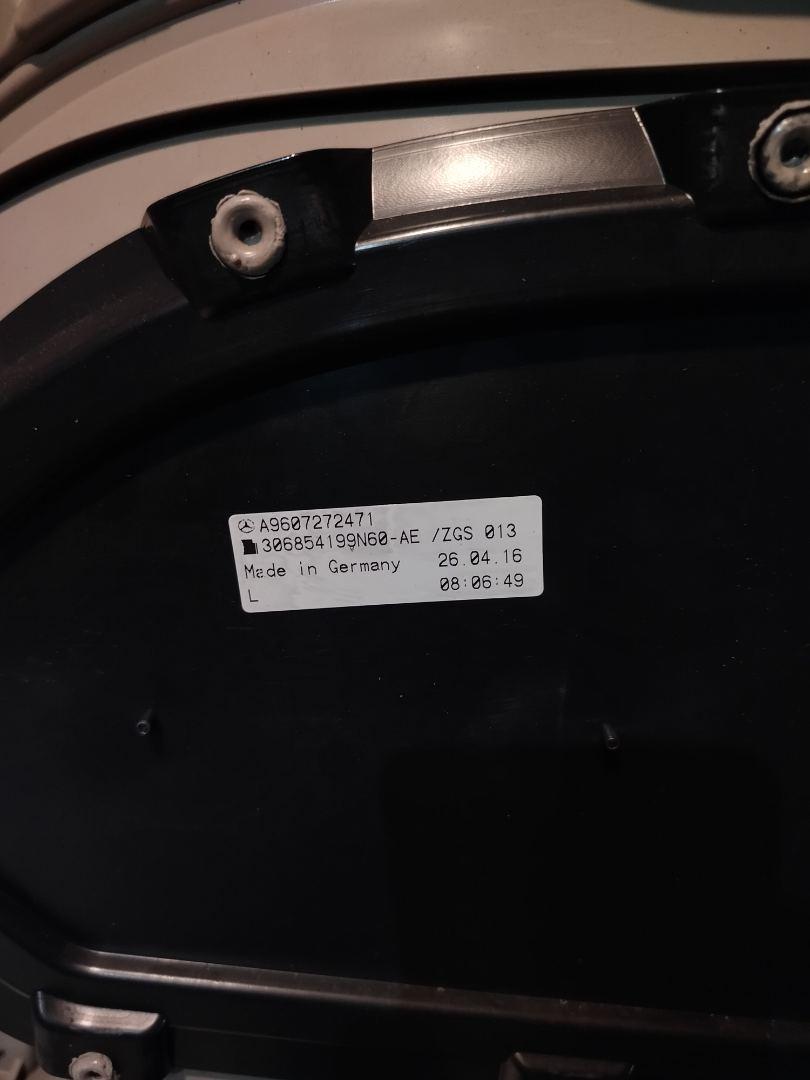 A9607272471
306854199N60-AE /ZGS 013
Made in Germany 26.04.16
L 08:06:49